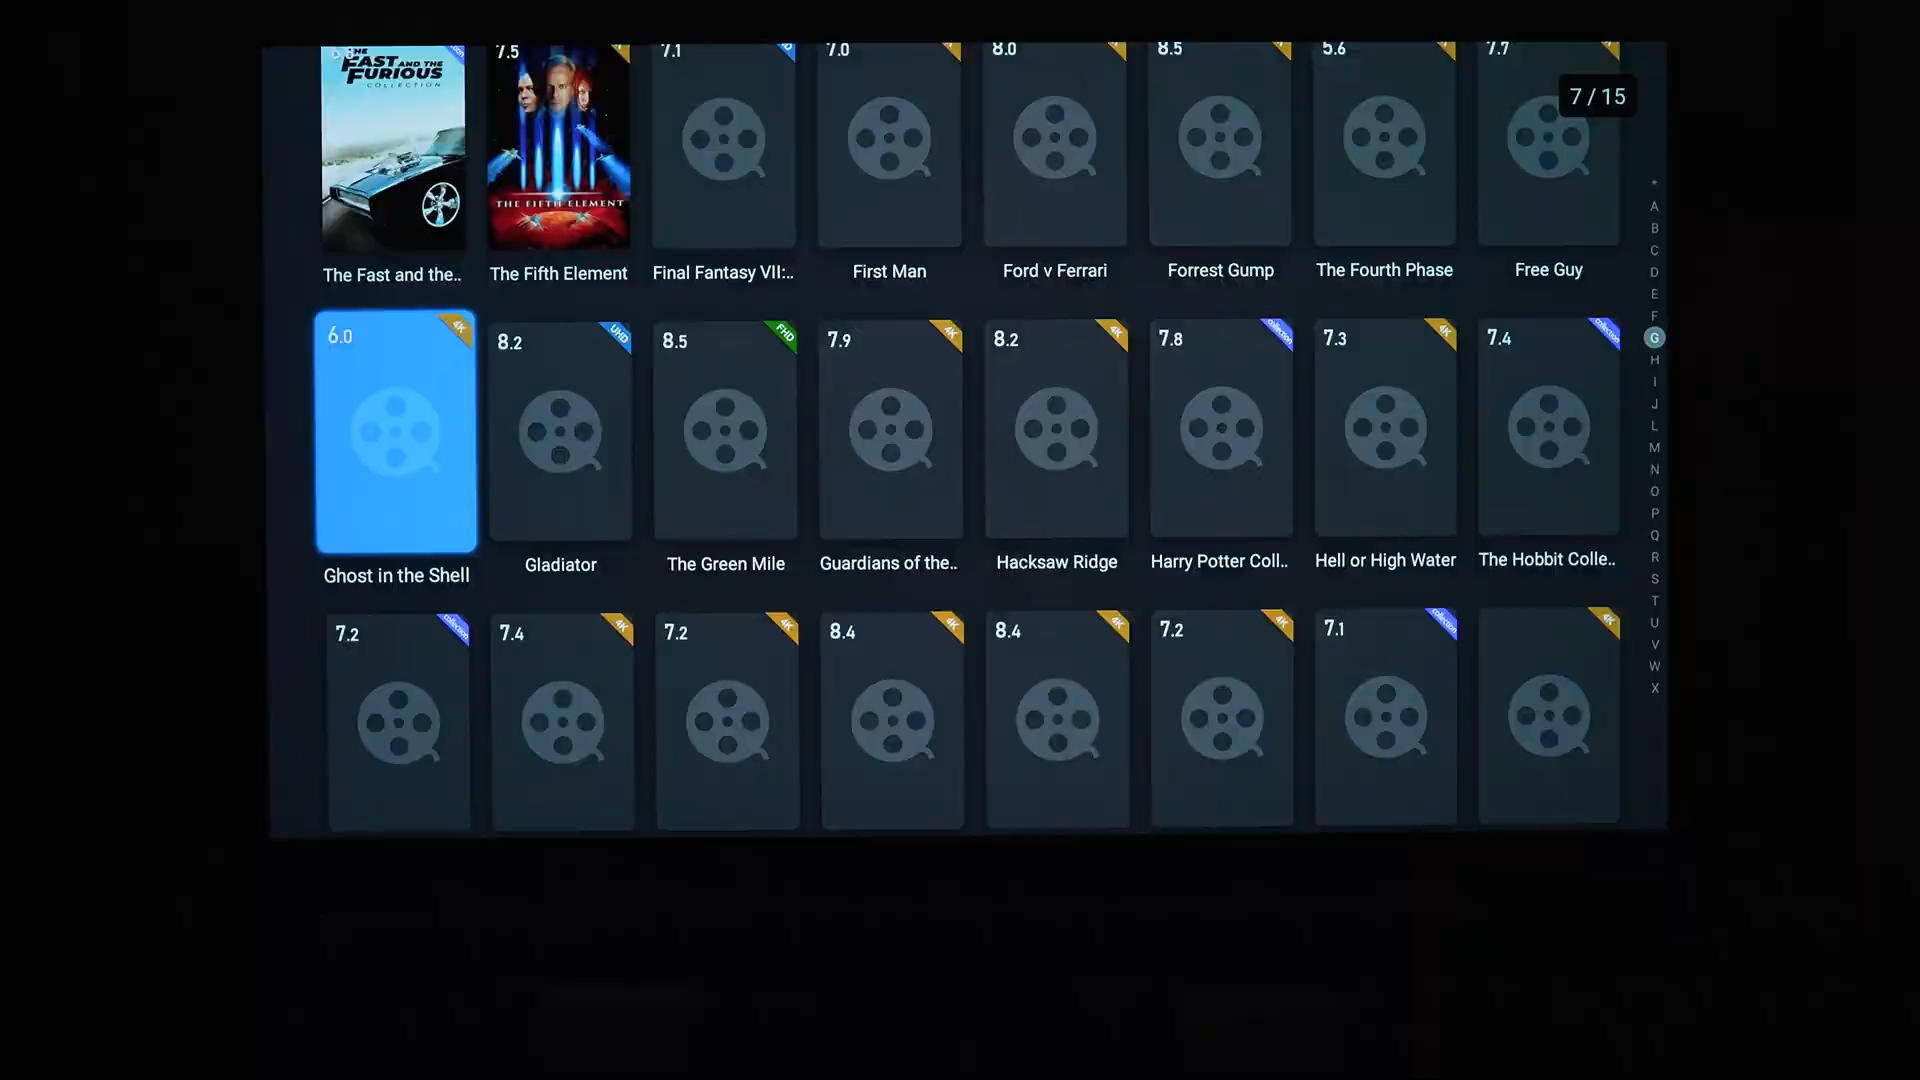 THE
FAST AND THE
FURIOUS
COLLECTION
7.5
THE FIFTH ELEMENT
7.1
7.0
8.0
8.5
5.6
7.7
7 / 15
The Fast and the..
The Fifth Element
Final Fantasy VII:..
First Man
Ford v Ferrari
Forrest Gump
The Fourth Phase
Free Guy
6.0
4K
8.2
UHD
8.5
FHD
7.9
4K
8.2
4K
7.8
collection
7.3
4K
7.4
collection
Ghost in the Shell
Gladiator
The Green Mile
Guardians of the..
Hacksaw Ridge
Harry Potter Coll..
Hell or High Water
The Hobbit Colle..
7.2
collection
7.4
4K
7.2
4K
8.4
4K
8.4
4K
7.2
4K
7.1
collection
4K
*
A
B
C
D
E
F
G
H
I
J
L
M
N
O
P
Q
R
S
T
U
V
W
X